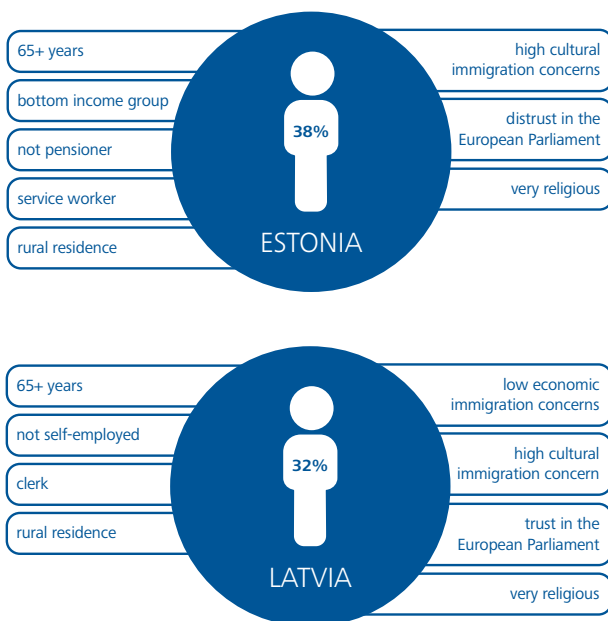 65+ years
bottom income group
not pensioner
service worker
rural residence
38%
ESTONIA
high cultural
immigration concerns
distrust in the
European Parliament
very religious
65+ years
not self-employed
clerk
rural residence
32%
LATVIA
low economic
immigration concerns
high cultural
immigration concern
trust in the
European Parliament
very religious